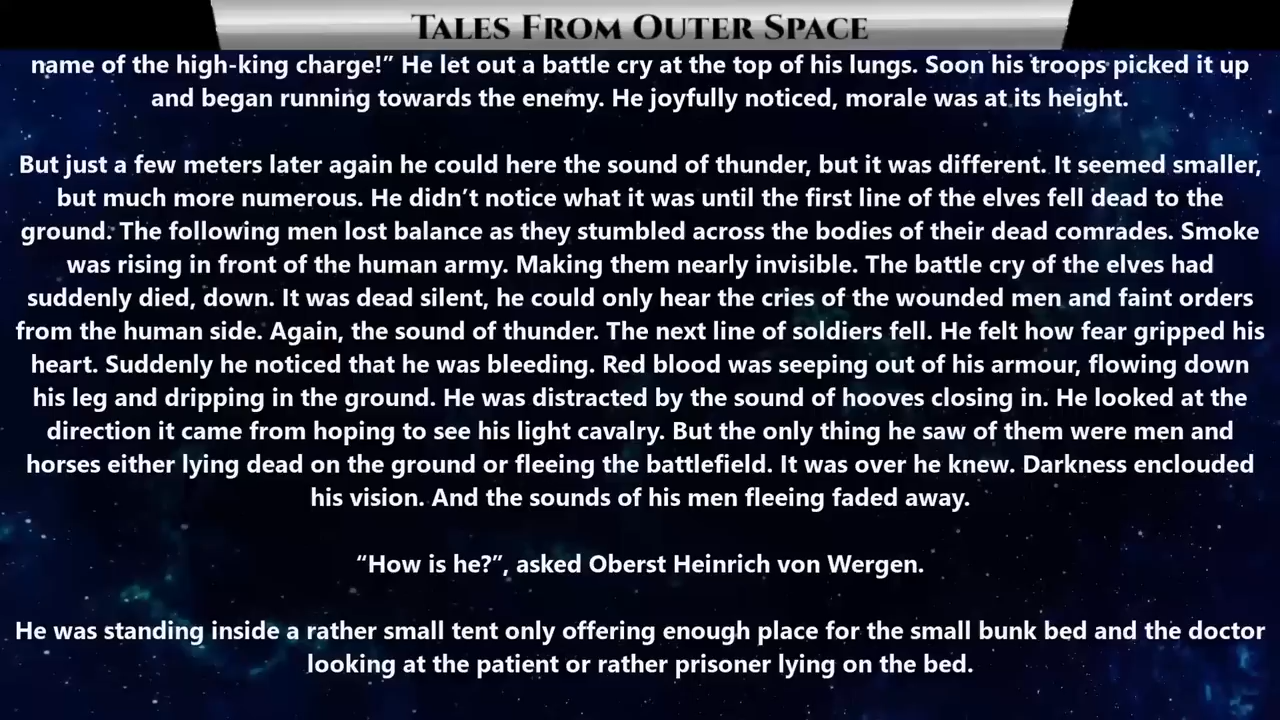 Tales From Outer Space
name of the high-king charge!” He let out a battle cry at the top of his lungs. Soon his troops picked it up
and began running towards the enemy. He joyfully noticed, morale was at its height.
But just a few meters later again he could here the sound of thunder, but it was different. It seemed smaller,
but much more numerous. He didn’t notice what it was until the first line of the elves fell dead to the
ground. The following men lost balance as they stumbled across the bodies of their dead comrades. Smoke
was rising in front of the human army. Making them nearly invisible. The battle cry of the elves had
suddenly died, down. It was dead silent, he could only hear the cries of the wounded men and faint orders
from the human side. Again, the sound of thunder. The next line of soldiers fell. He felt how fear gripped his
heart. Suddenly he noticed that he was bleeding. Red blood was seeping out of his armour, flowing down
his leg and dripping in the ground. He was distracted by the sound of hooves closing in. He looked at the
direction it came from hoping to see his light cavalry. But the only thing he saw of them were men and
horses either lying dead on the ground or fleeing the battlefield. It was over he knew. Darkness enclouded
his vision. And the sounds of his men fleeing faded away.
“How is he?”, asked Oberst Heinrich von Wergen.
He was standing inside a rather small tent only offering enough place for the small bunk bed and the doctor
looking at the patient or rather prisoner lying on the bed.